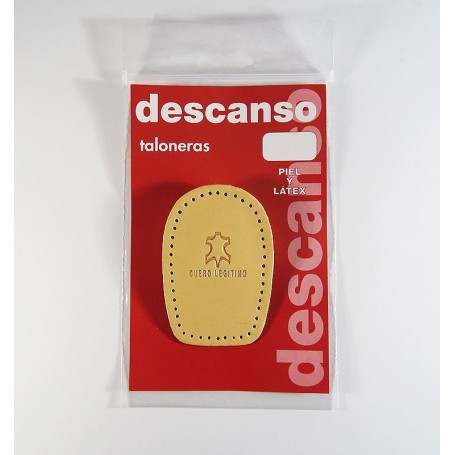 descanso
taloneras
PIEL
Y
LÁTEX
CUERO LEGITIMO
descanso